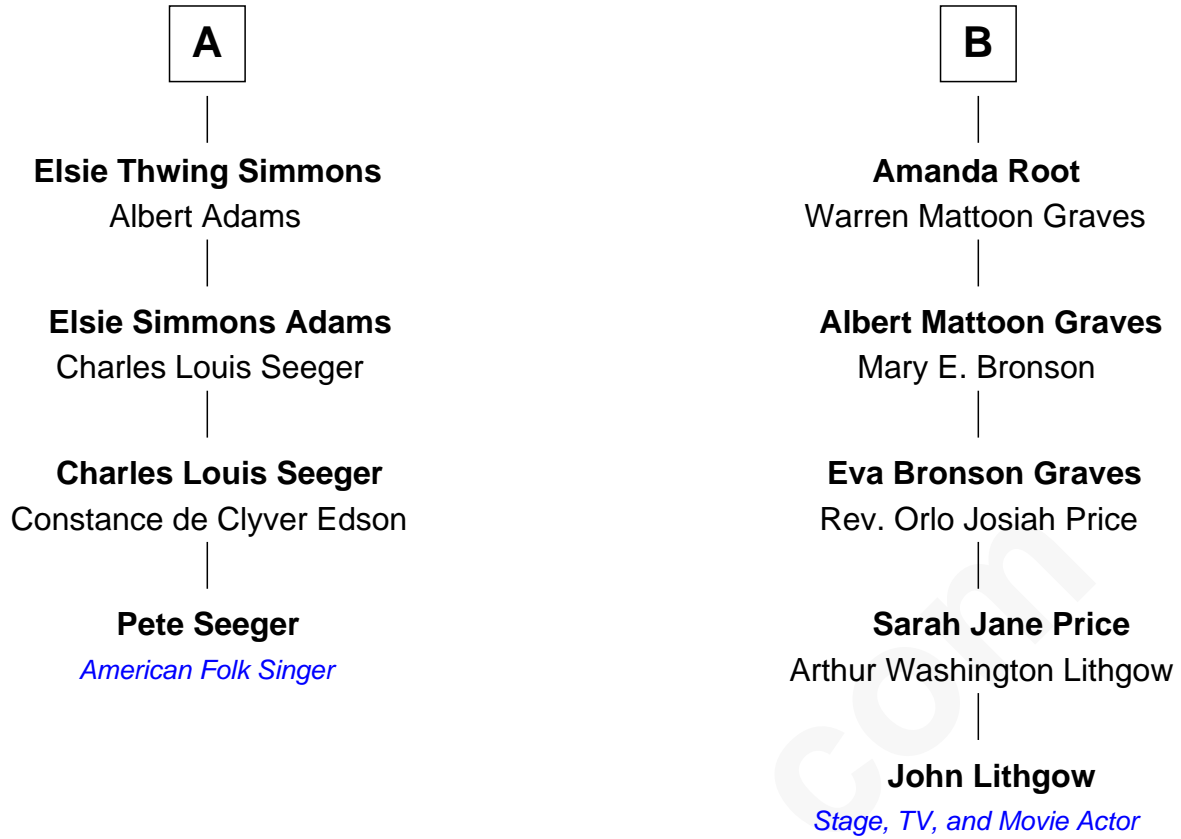 A
Elsie Thwing Simmons
Albert Adams
Elsie Simmons Adams
Charles Louis Seeger
Charles Louis Seeger
Constance de Clyver Edson
Pete Seeger
American Folk Singer
B
Amanda Root
Warren Mattoon Graves
Albert Mattoon Graves
Mary E. Bronson
Eva Bronson Graves
Rev. Orlo Josiah Price
Sarah Jane Price
Arthur Washington Lithgow
John Lithgow
Stage, TV, and Movie Actor
com